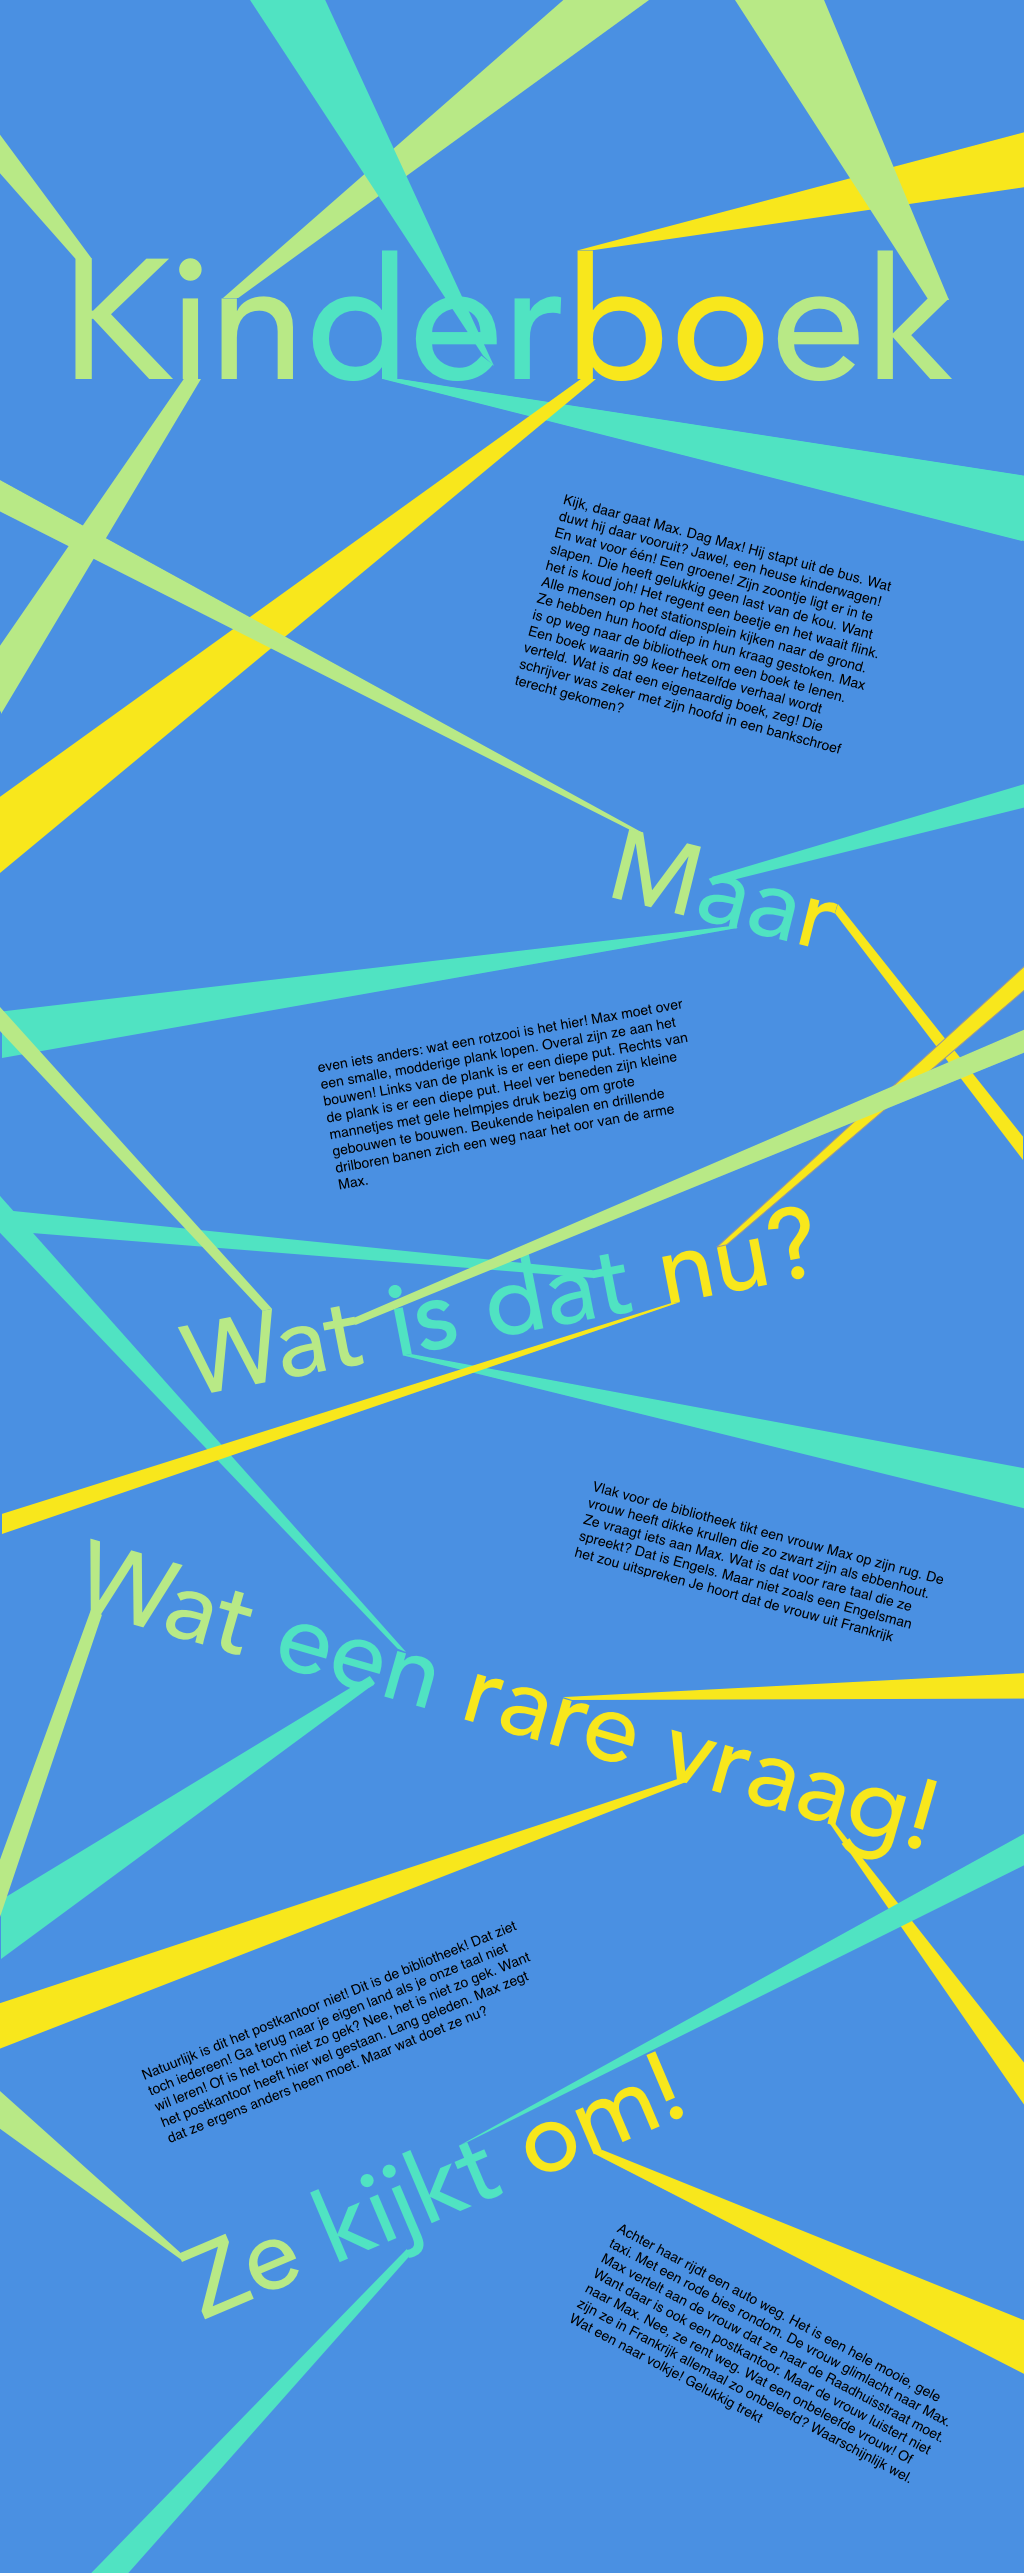 Kinderboek
Kijk, daar gaat Max. Dag Max! Hij stapt uit de bus. Wat
duwt hij daar vooruit? Jawel, een heuse kinderwagen!
En wat voor één! Een groene! Zijn zoontje ligt er in te
slapen. Die heeft gelukkig geen last van de kou. Want
het is koud joh! Het regent een beetje en het waait flink.
Alle mensen op het stationsplein kijken naar de grond.
Ze hebben hun hoofd diep in hun kraag gestoken. Max
is op weg naar de bibliotheek om een boek te lenen.
Een boek waarin 99 keer hetzelfde verhaal wordt
verteld. Wat is dat een eigenaardig boek, zeg! Die
schrijver was zeker met zijn hoofd in een bankschroef
terecht gekomen?
Maar
even iets anders: wat een rotzooi is het hier! Max moet over
een smalle, modderige plank lopen. Overal zijn ze aan het
bouwen! Links van de plank is er een diepe put. Rechts van
de plank is er een diepe put. Heel ver beneden zijn kleine
mannetjes met gele helmpjes druk bezig om grote
gebouwen te bouwen. Beukende heipalen en drillende
drilboren banen zich een weg naar het oor van de arme
Max.
Wat is dat nu?
Vlak voor de bibliotheek tikt een vrouw Max op zijn rug. De
vrouw heeft dikke krullen die zo zwart zijn als ebbenhout.
Ze vraagt iets aan Max. Wat is dat voor rare taal die ze
spreekt? Dat is Engels. Maar niet zoals een Engelsman
het zou uitspreken Je hoort dat de vrouw uit Frankrijk
Wat een rare vraag!
Natuurlijk is dit het postkantoor niet! Dit is de bibliotheek! Dat ziet
toch iedereen! Ga terug naar je eigen land als je onze taal niet
wil leren! Of is het toch niet zo gek? Nee, het is niet zo gek. Want
het postkantoor heeft hier wel gestaan. Lang geleden. Max zegt
dat ze ergens anders heen moet. Maar wat doet ze nu?
Ze kijkt om!
Achter haar rijdt een auto weg. Het is een hele mooie, gele
taxi. Met een rode bies rondom. De vrouw glimlacht naar Max.
Max vertelt aan de vrouw dat ze naar de Raadhuisstraat moet.
Want daar is ook een postkantoor. Maar de vrouw luistert niet
naar Max. Nee, ze rent weg. Wat een onbeleefde vrouw! Of
zijn ze in Frankrijk allemaal zo onbeleefd? Waarschijnlijk wel.
Wat een naar volkje! Gelukkig trekt